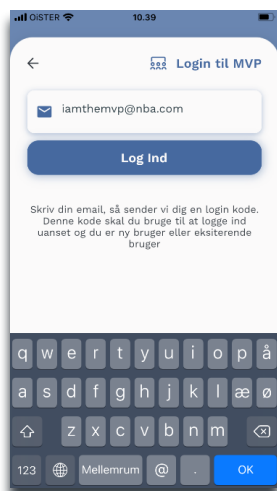 OiSTER 10.39
Login til MVP
iamthemvp@nba.com
Log Ind
Skriv din email, så sender vi dig en login kode.
Denne kode skal du bruge til at logge ind
uanset og du er ny bruger eller eksiterende
bruger
q w e r t y u i o p å
a s d f g h j k l æ ø
z x c v b n m
123 Mellemrum @ . OK